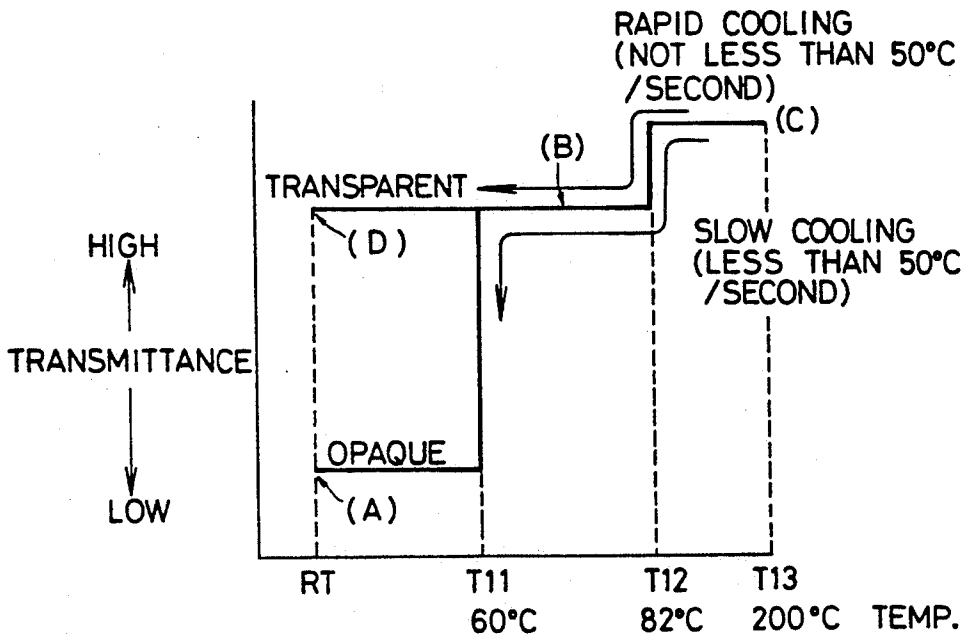 RAPID COOLING
(NOT LESS THAN 50°C
/SECOND)
(C)
(B)
TRANSPARENT
(D)
HIGH
SLOW COOLING
(LESS THAN 50°C
/SECOND)
TRANSMITTANCE
OPAQUE
(A)
LOW
RT T11 T12 T13
60°C 82°C 200°C TEMP.